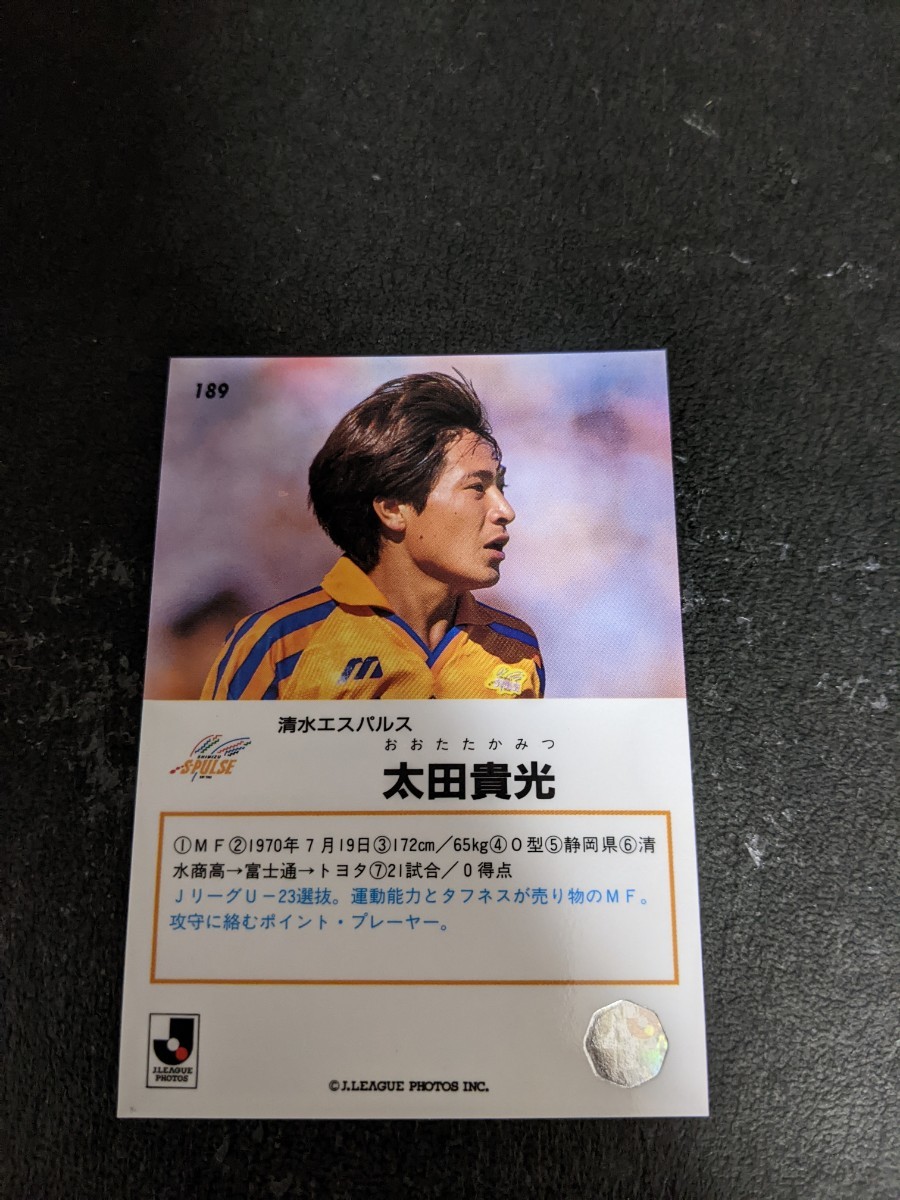 189
清水エスパルス
おおたたかみつ
太田貴光
SHIMIZU
S-PULSE
①MF②1970年7月19日③172cm/65kg④O型⑤静岡県⑥清
水商高→富士通→トヨタ⑦21試合/0得点
JリーグU-23選抜。運動能力とタフネスが売り物のMF。
攻守に絡むポイント・プレーヤー。
J.LEAGUE
PHOTOS
©J.LEAGUE PHOTOS INC.